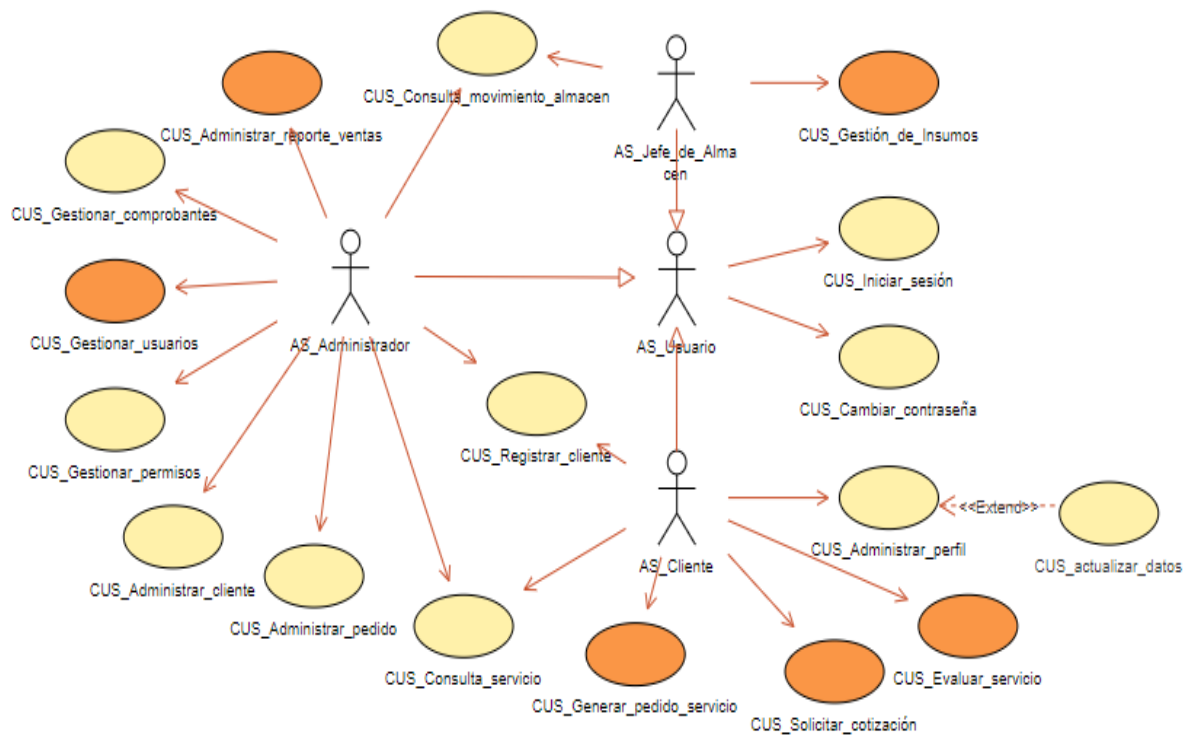 CUS_Consulta_movimiento_almacen
CUS_Administrar_reporte_ventas
AS_Jefe_de_Alma
cen
CUS_Gestión_de_Insumos
CUS_Gestionar_comprobantes
CUS_Iniciar_sesión
CUS_Gestionar_usuarios
AS_Administrador
AS_Usuario
CUS_Cambiar_contraseña
CUS_Gestionar_permisos
CUS_Registrar_cliente
<<Extend>>
CUS_Administrar_perfil
CUS_actualizar_datos
AS_Cliente
CUS_Administrar_cliente
CUS_Administrar_pedido
CUS_Consulta_servicio
CUS_Evaluar_servicio
CUS_Generar_pedido_servicio
CUS_Solicitar_cotización